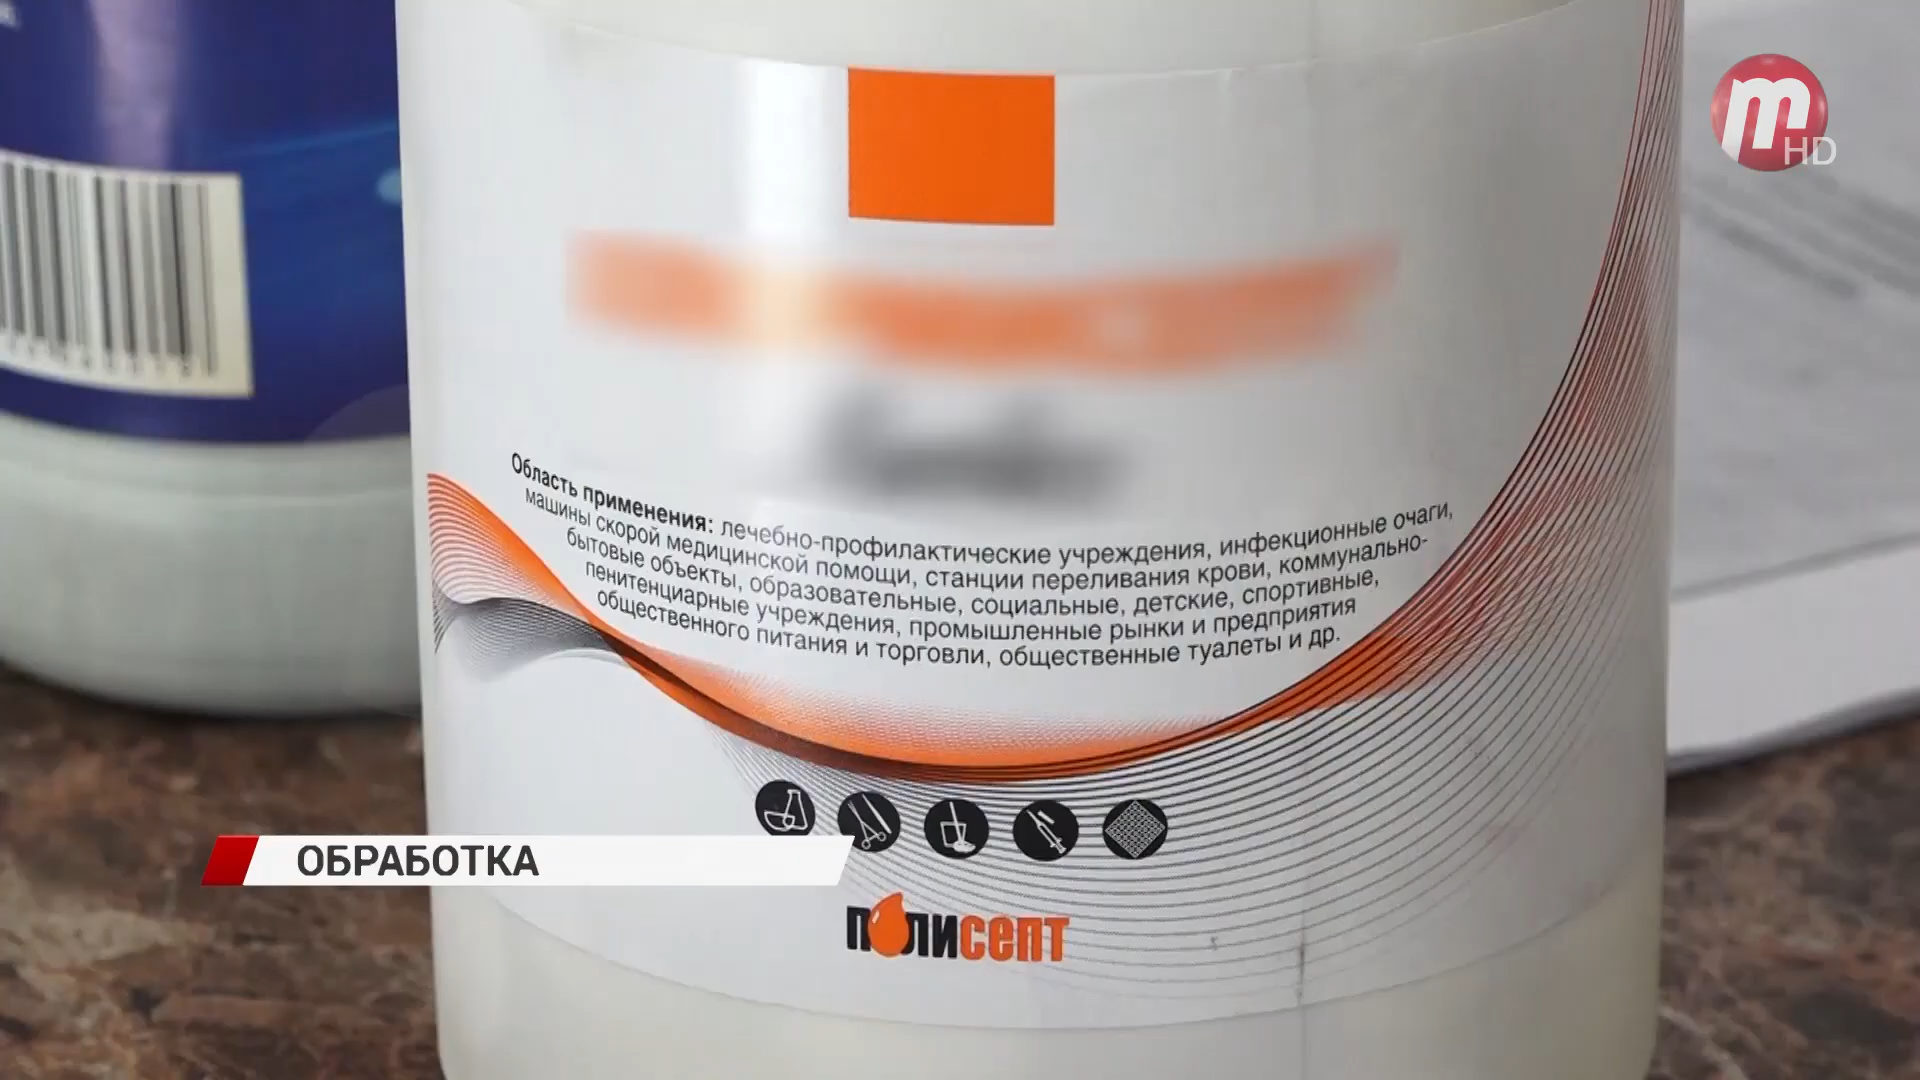 m HD
Область применения: лечебно-профилактические учреждения, инфекционные очаги,
машины скорой медицинской помощи, станции переливания крови, коммунально-
бытовые объекты, образовательные, социальные, детские, спортивные,
пенитенциарные учреждения, промышленные рынки и предприятия
общественного питания и торговли, общественные туалеты и др.
ОБРАБОТКА
ПОЛИСЕПТ